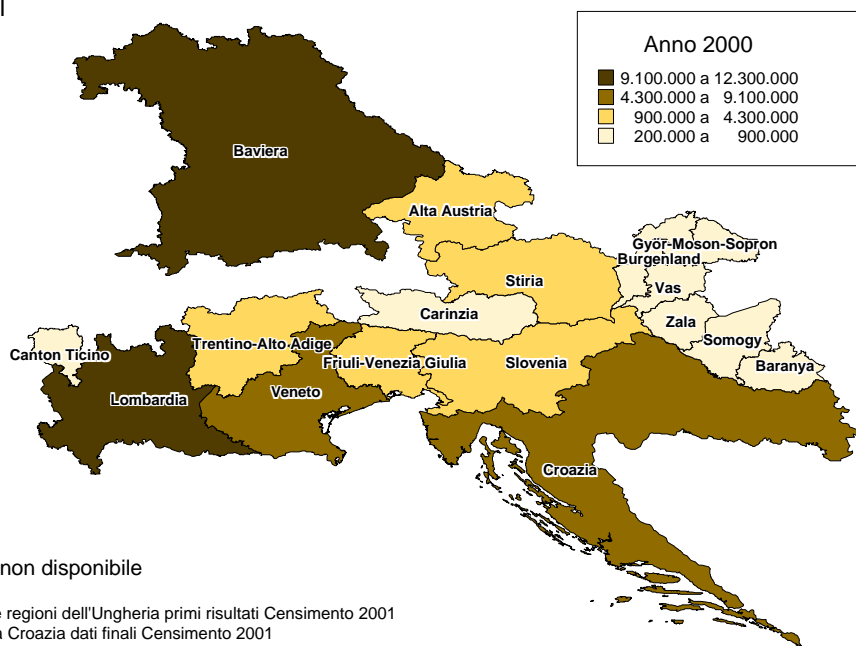 Anno 2000
9.100.000 a 12.300.000
4.300.000 a 9.100.000
900.000 a 4.300.000
200.000 a 900.000
Baviera
Alta Austria
Györ-Moson-Sopron
Burgenland
Stiria
Vas
Carinzia
Zala
Canton Ticino
Trentino-Alto Adige
Somogy
Friuli-Venezia Giulia
Slovenia
Baranya
Lombardia
Veneto
Croazia
non disponibile
regioni dell'Ungheria primi risultati Censimento 2001
Croazia dati finali Censimento 2001